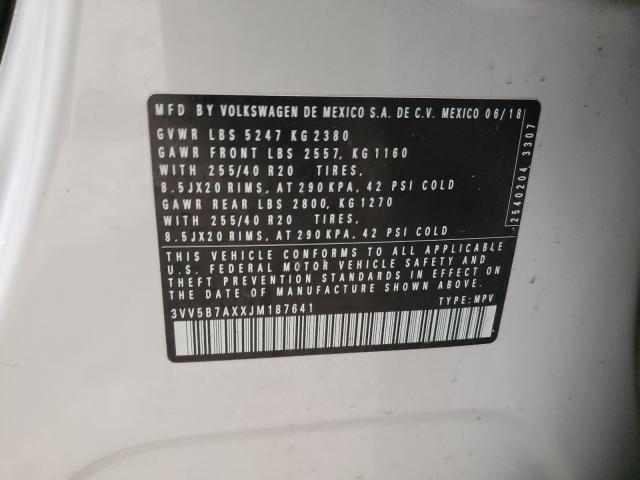 MFD BY VOLKSWAGEN DE MEXICO S.A. DE C.V. MEXICO 06/18
GVWR LBS 5247 KG 2380
GAWR FRONT LBS 2557, KG 1160
WITH 255/40 R20 TIRES,
8.5JX20 RIMS, AT 290 KPA, 42 PSI COLD
GAWR REAR LBS 2800, KG 1270
WITH 255/40 R20 TIRES,
8.5JX20 RIMS, AT 290 KPA, 42 PSI COLD
THIS VEHICLE CONFORMS TO ALL APPLICABLE
U.S. FEDERAL MOTOR VEHICLE SAFETY AND
THEFT PREVENTION STANDARDS IN EFFECT ON
THE DATE OF MANUFACTURE SHOWN ABOVE
3VV5B7AXXJM187641 TYPE: MPV
2540204 3307